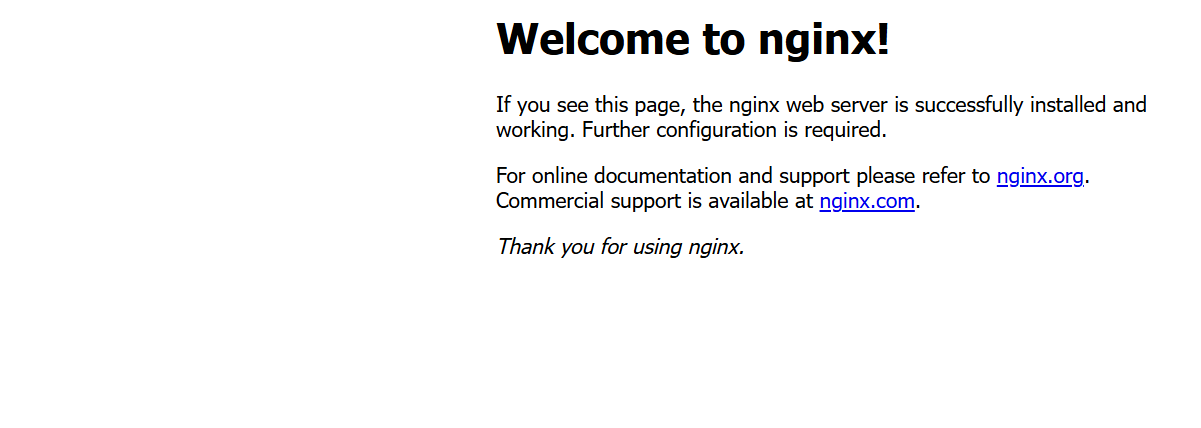 Welcome to nginx!
If you see this page, the nginx web server is successfully installed and
working. Further configuration is required.
For online documentation and support please refer to nginx.org.
Commercial support is available at nginx.com.
Thank you for using nginx.